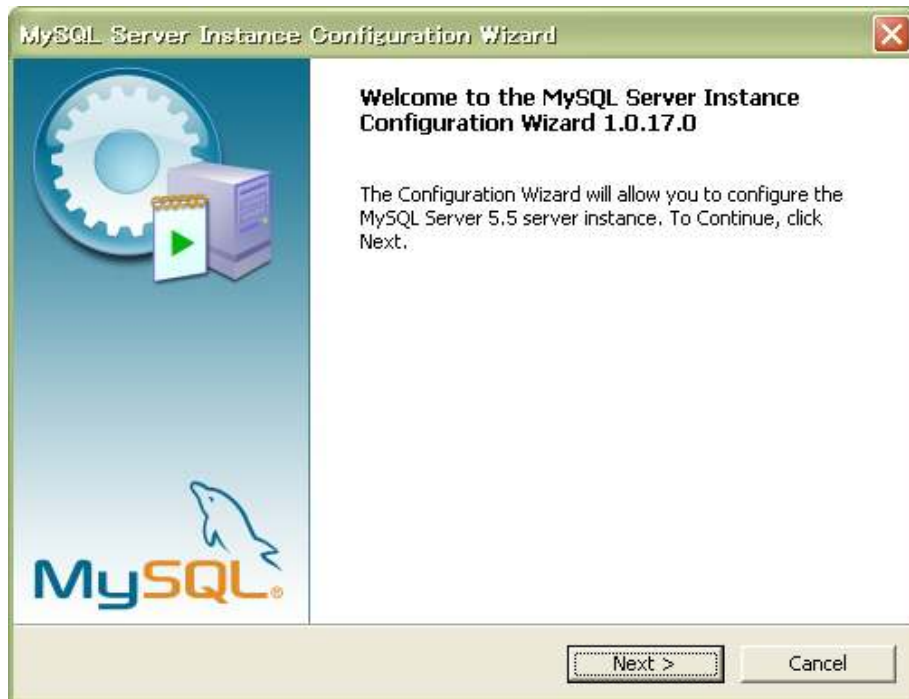 MySQL Server Instance Configuration Wizard
Welcome to the MySQL Server Instance
Configuration Wizard 1.0.17.0
The Configuration Wizard will allow you to configure the
MySQL Server 5.5 server instance. To Continue, click
Next.
MySQL®
Next >
Cancel